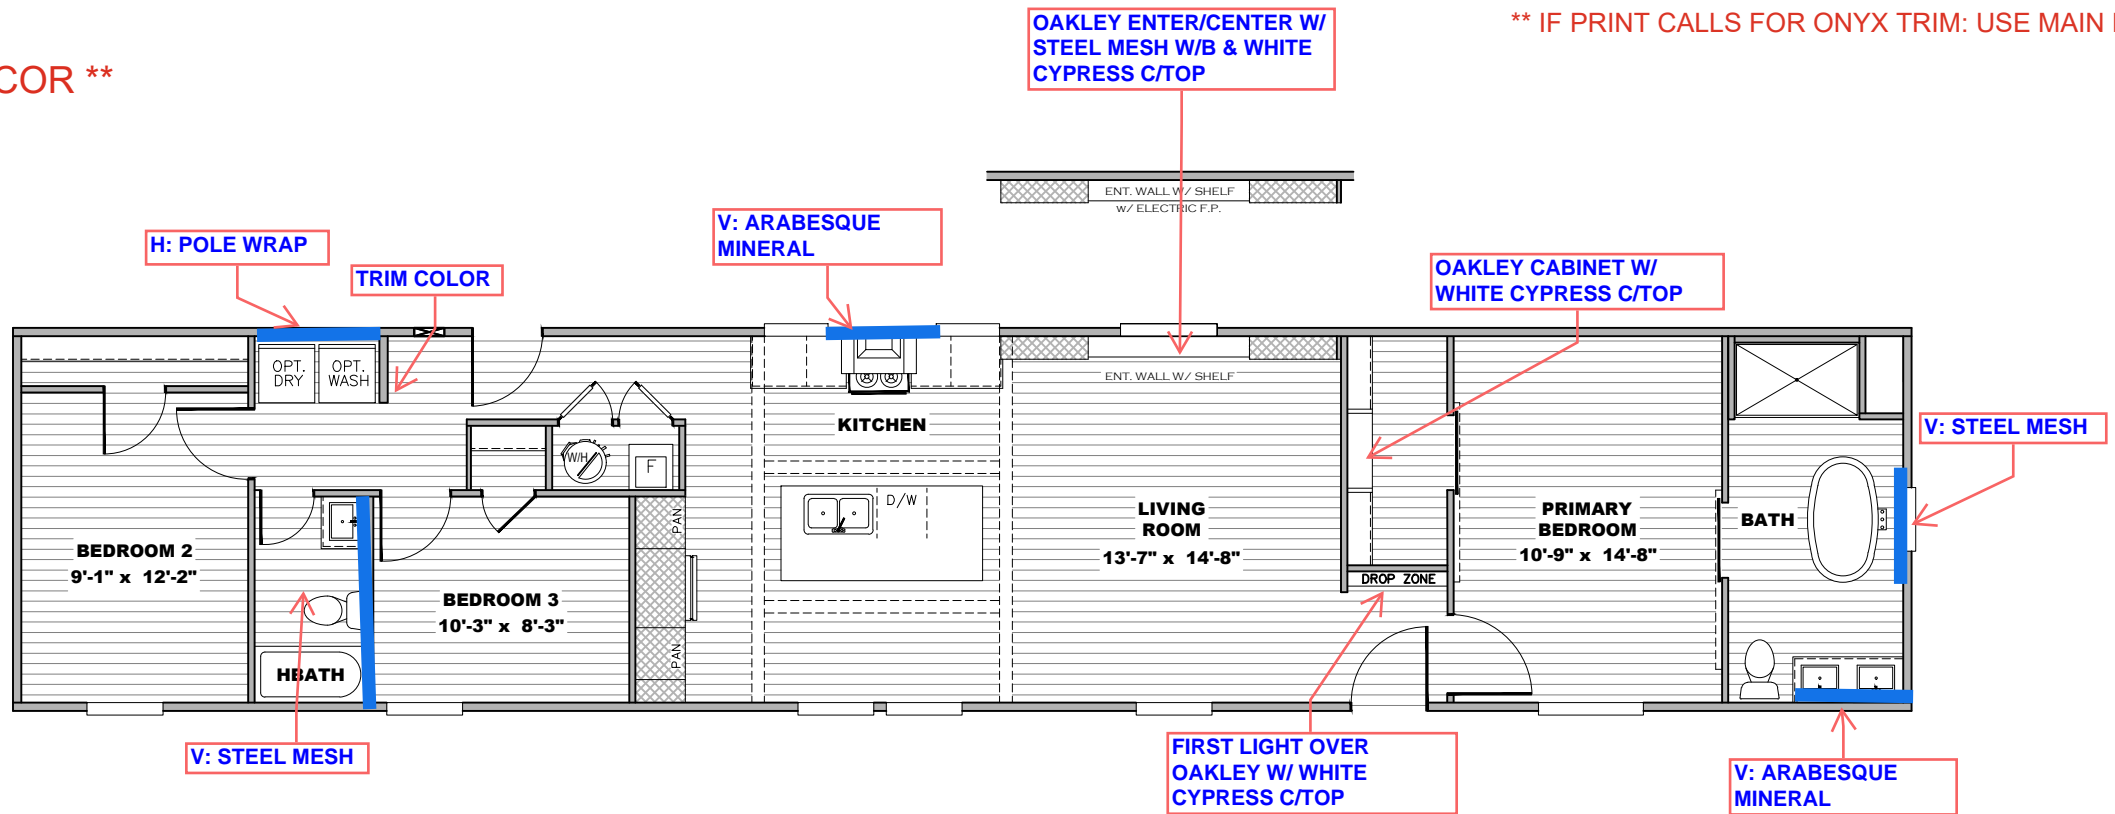 OAKLEY ENTER/CENTER W/
STEEL MESH W/B & WHITE
CYPRESS C/TOP
** IF PRINT CALLS FOR ONYX TRIM: USE MAIN
COR **
ENT. WALL W/ SHELF
W/ ELECTRIC F.P.
V: ARABESQUE
MINERAL
H: POLE WRAP
TRIM COLOR
OAKLEY CABINET W/
WHITE CYPRESS C/TOP
OPT.
DRY
OPT.
WASH
ENT. WALL W/ SHELF
KITCHEN
V: STEEL MESH
W/H
F
D/W
PAN
LIVING
ROOM
13'-7" x 14'-8"
PRIMARY
BEDROOM
10'-9" x 14'-8"
BATH
BEDROOM 2
9'-1" x 12'-2"
DROP ZONE
BEDROOM 3
10'-3" x 8'-3"
PAN
HBATH
V: STEEL MESH
FIRST LIGHT OVER
OAKLEY W/ WHITE
CYPRESS C/TOP
V: ARABESQUE
MINERAL